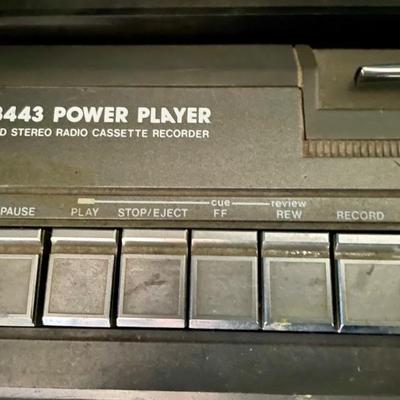 3443 POWER PLAYER
D STEREO RADIO CASSETTE RECORDER
cue review
PAUSE PLAY STOP/EJECT FF REW RECORD